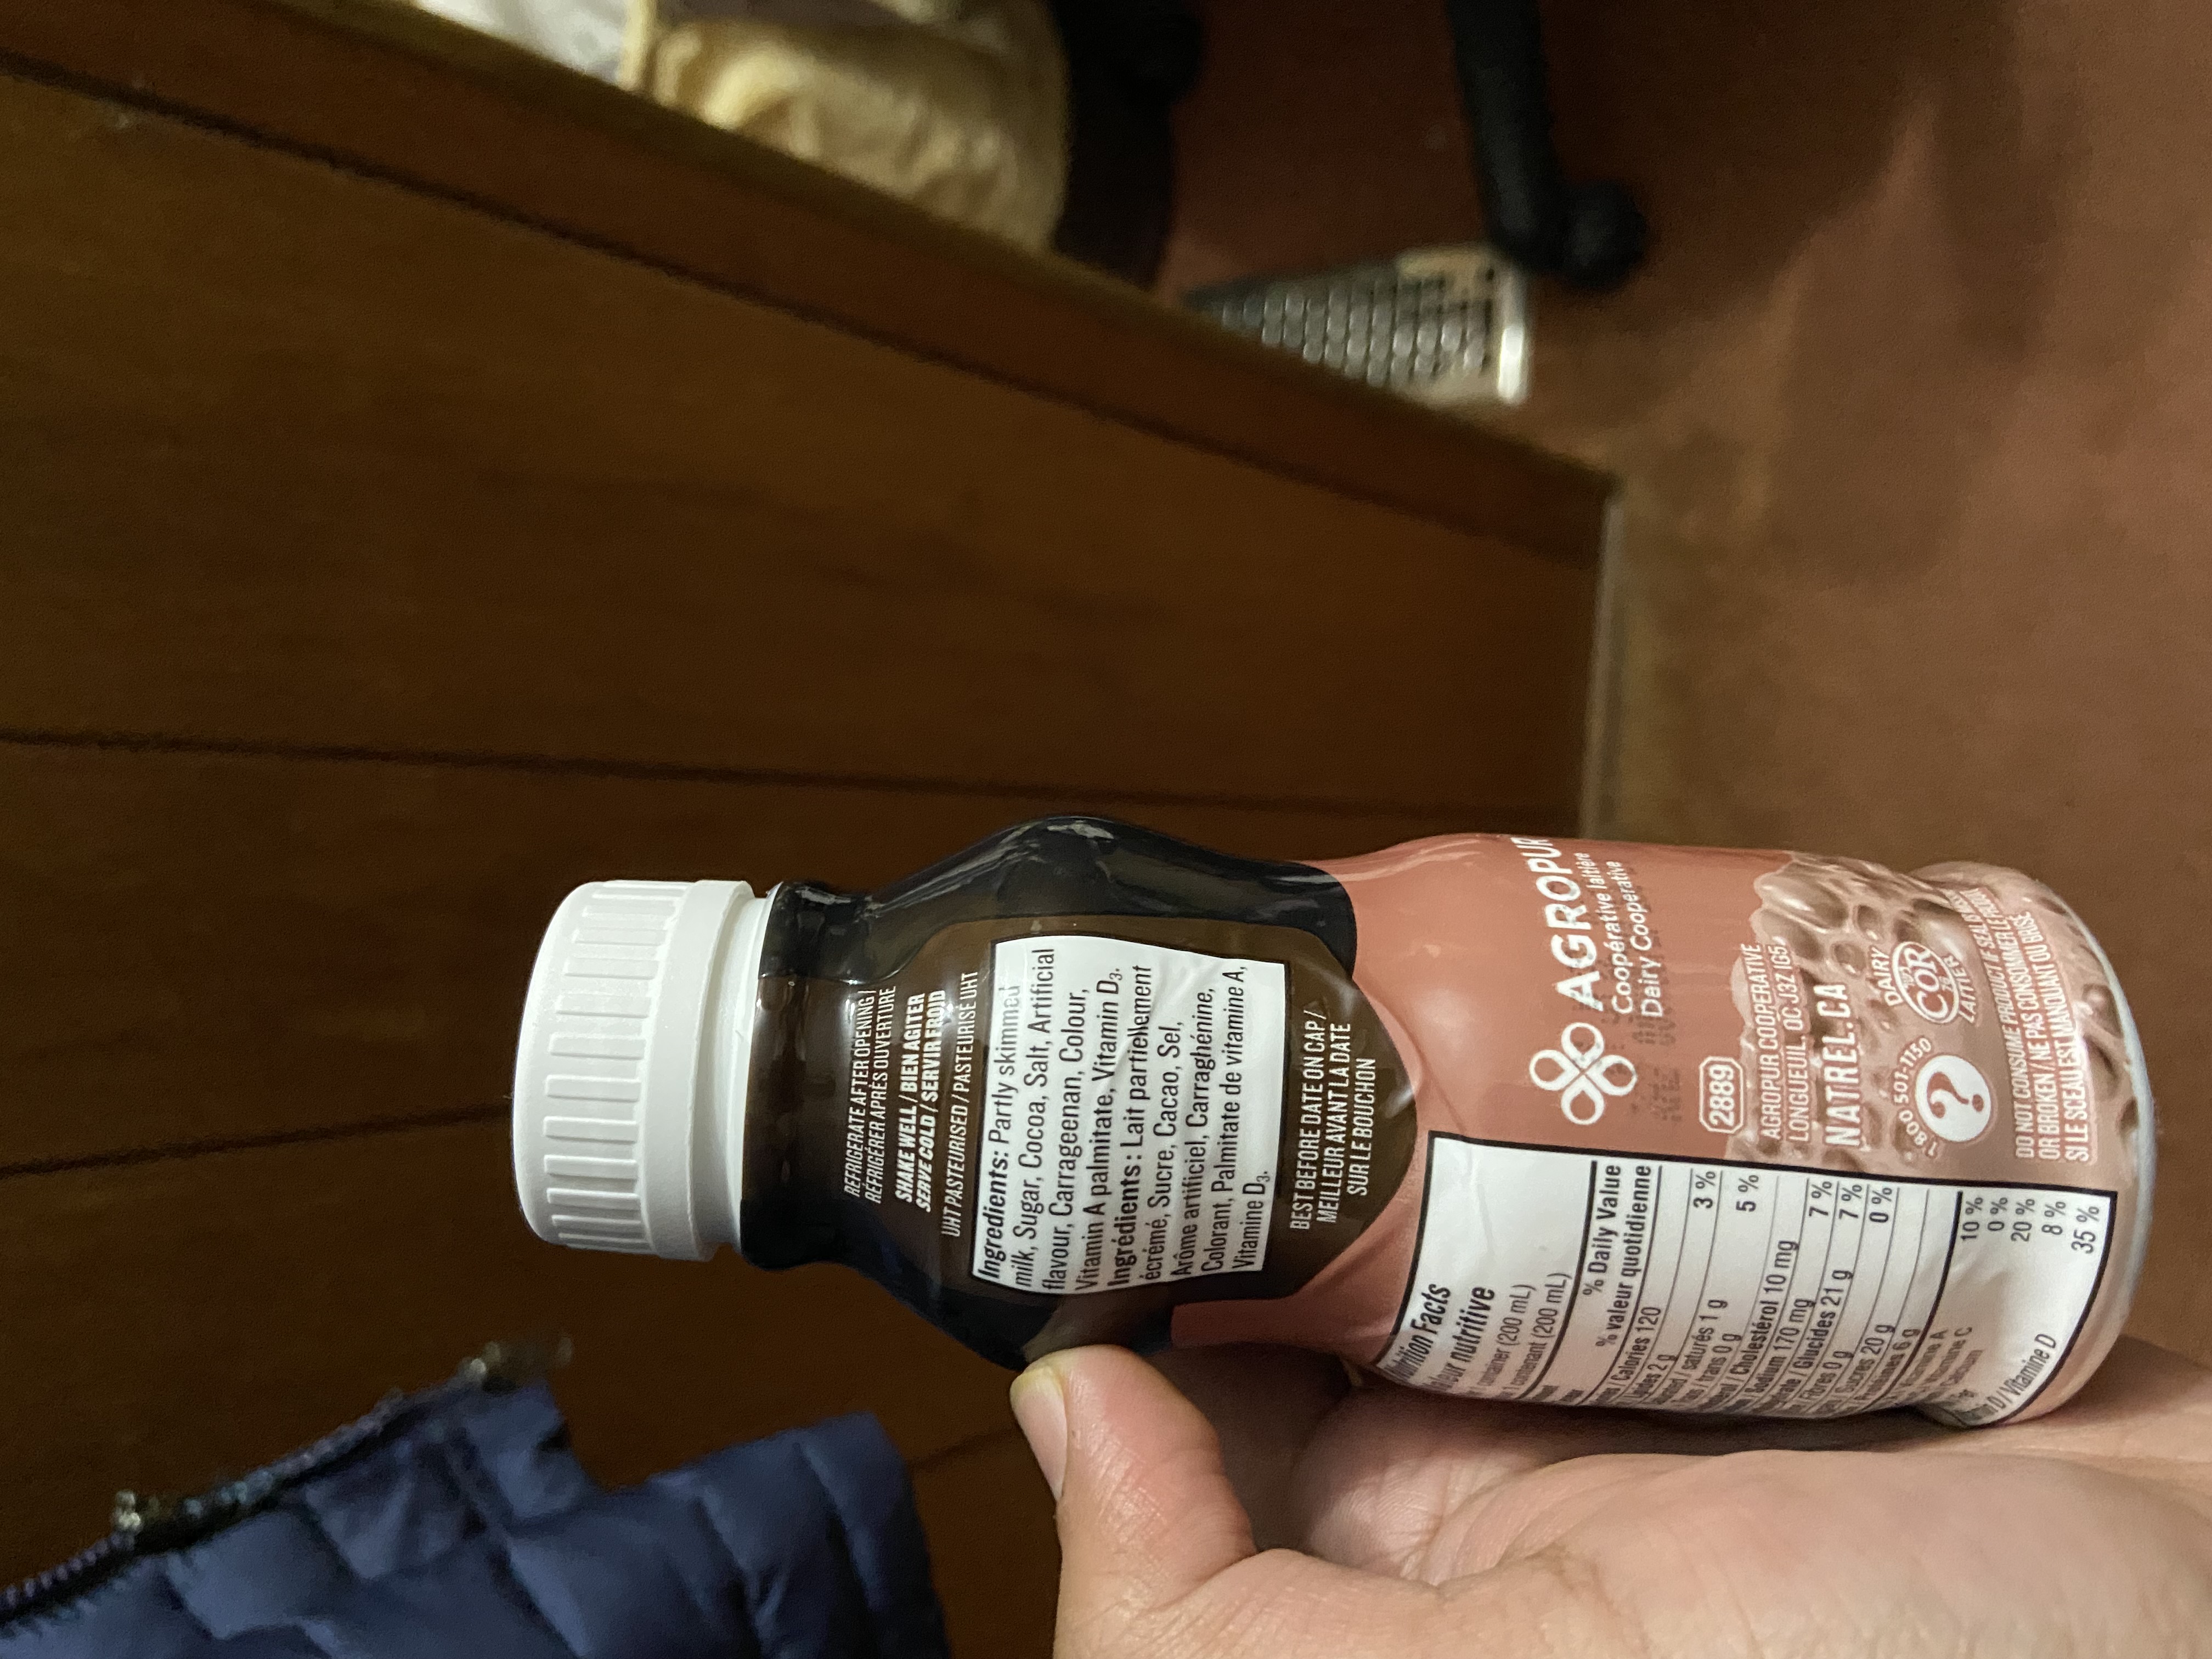 REFRIGERATE AFTER OPENING /
RÉFRIGÉRER APRÈS OUVERTURE
SHAKE WELL / BIEN AGITER
SERVE COLD / SERVIR FROID
UHT PASTEURISED / PASTEURISÉ UHT
Ingredients: Partly skimmed
milk, Sugar, Cocoa, Salt, Artificial
flavour, Carrageenan, Colour,
Vitamin A palmitate, Vitamin D3.
Ingrédients : Lait partiellement
écrémé, Sucre, Cacao, Sel,
Arôme artificiel, Carraghénine,
Colorant, Palmitate de vitamine A,
Vitamine D3.
BEST BEFORE DATE ON CAP /
MEILLEUR AVANT LA DATE
SUR LE BOUCHON
Facts
nutritive
1 container (200 mL)
1 contenant (200 mL)
% Daily Value
% valeur quotidienne
/ Calories 120
2 g 3 %
/ saturés 1 g
/ trans 0 g 5 %
/ Cholestérol 10 mg
/ Sodium 170 mg 7 %
/ Glucides 21 g 7 %
/ Fibres 0 g 0 %
/ Sucres 20 g
/ Protéines 6 g
Vitamine A 10 %
Vitamine C 0 %
Calcium 20 %
8 %
D / Vitamine D 35 %
AGROPUR
Coopérative laitière
Dairy Cooperative
2889
AGROPUR COOPERATIVE
LONGUEUIL, QC J3Z 1G5
NATREL.CA
1 800 501-1150
?
DAIRY
COR
LAITIER
DO NOT CONSUME PRODUCT IF SEAL IS
OR BROKEN / NE PAS CONSOMMER LE PRODUIT
SI LE SCEAU EST MANQUANT OU BRISÉ